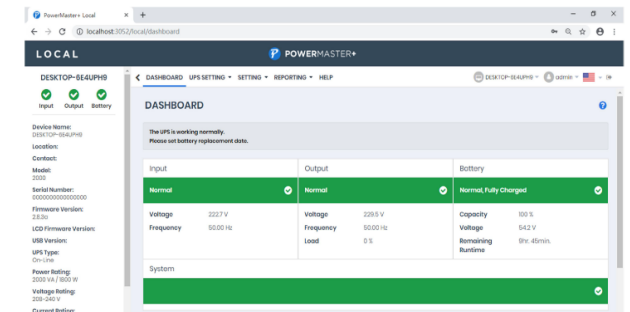 PowerMaster+ Local
localhost:3052/local/dashboard
LOCAL
POWERMASTER+
DESKTOP-6E4UPH9
Input Output Battery
Device Name:
DESKTOP-6E4UPH9
Location:
Contact:
Model:
2000
Serial Number:
0000000000000000
Firmware Version:
LCD Firmware Version:
USB Version:
UPS Type:
On-Line
Power Rating:
2000 VA / 1800 W
Voltage Rating:
208-240 V
Current Rating:
DASHBOARD UPS SETTING SETTING REPORTING HELP
DESKTOP-6E4UPH9 admin
DASHBOARD
The UPS is working normally.
Please set battery replacement date.
Input Output Battery
Normal Normal Normal, Fully Charged
Voltage 222.7 V Voltage 229.5 V Capacity 100 %
Frequency 50.00 Hz Frequency 50.00 Hz Voltage 54.2 V
Load 0 % Remaining Runtime 9hr. 45min.
System